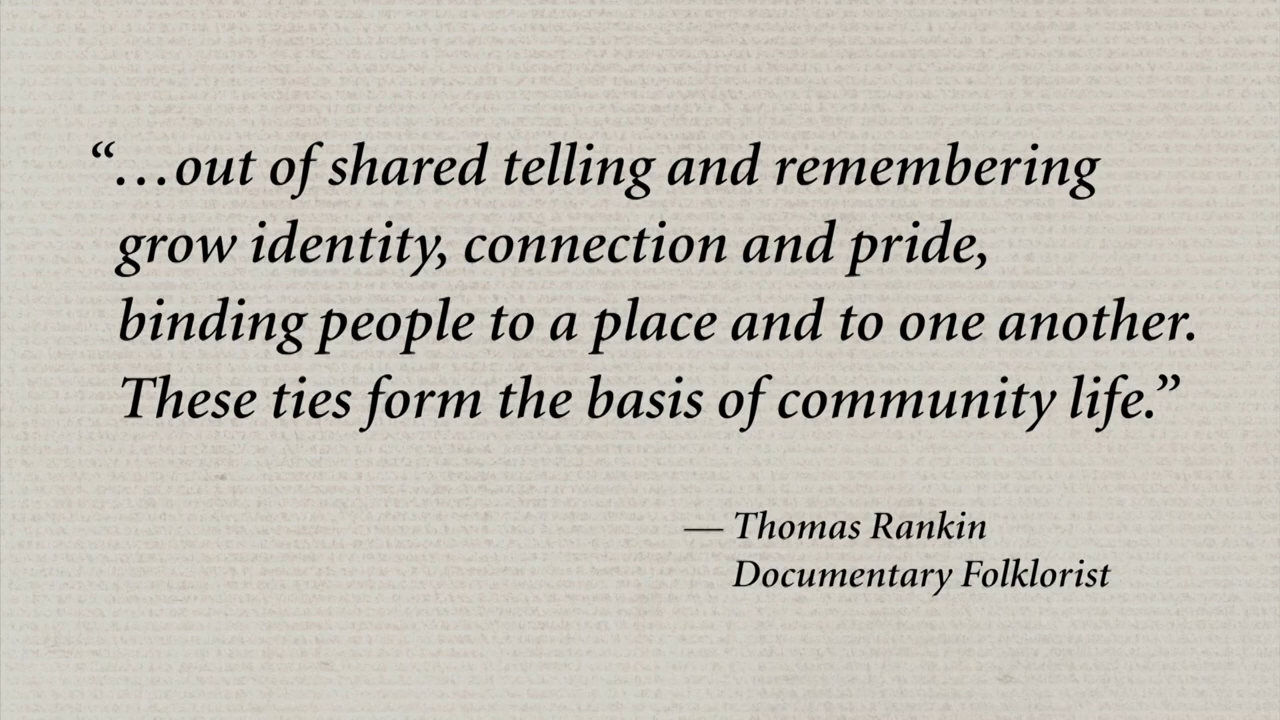 “…out of shared telling and remembering
grow identity, connection and pride,
binding people to a place and to one another.
These ties form the basis of community life.”
— Thomas Rankin
Documentary Folklorist